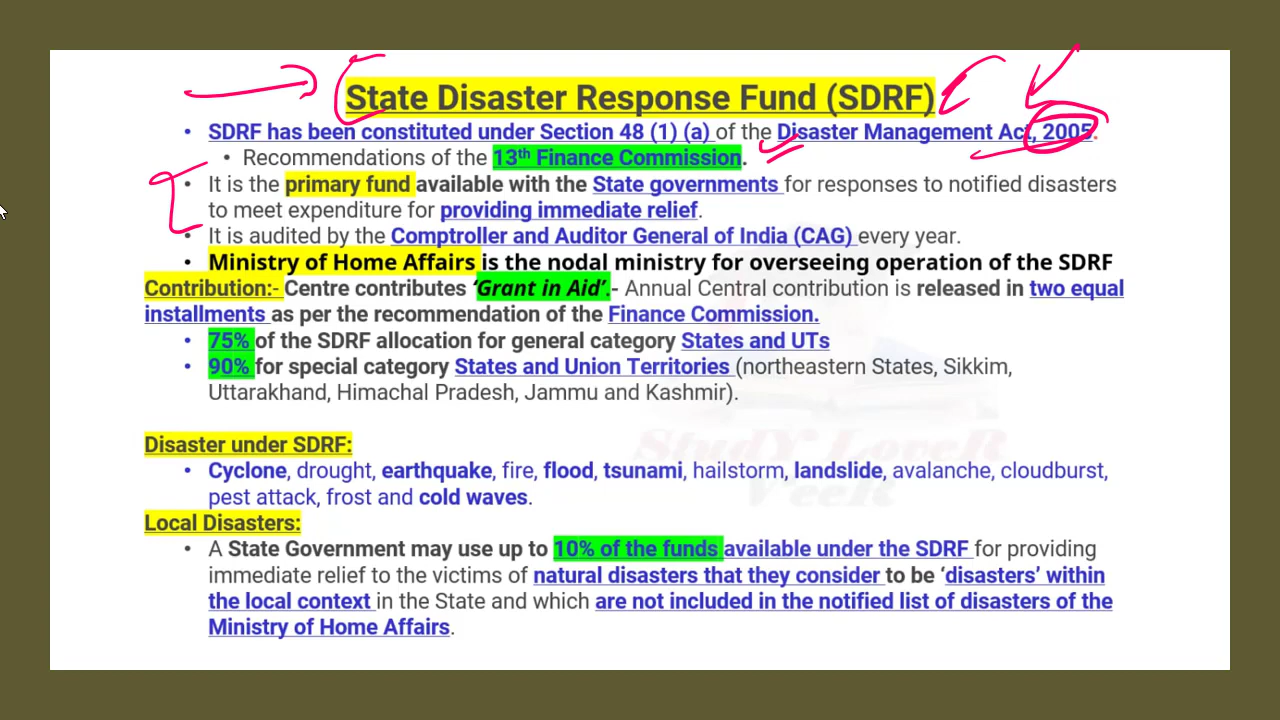 State Disaster Response Fund (SDRF)
• SDRF has been constituted under Section 48 (1) (a) of the Disaster Management Act, 2005.
• Recommendations of the 13th Finance Commission.
• It is the primary fund available with the State governments for responses to notified disasters
to meet expenditure for providing immediate relief.
• It is audited by the Comptroller and Auditor General of India (CAG) every year.
• Ministry of Home Affairs is the nodal ministry for overseeing operation of the SDRF
Contribution:- Centre contributes ‘Grant in Aid’.- Annual Central contribution is released in two equal
installments as per the recommendation of the Finance Commission.
• 75% of the SDRF allocation for general category States and UTs
• 90% for special category States and Union Territories (northeastern States, Sikkim,
Uttarakhand, Himachal Pradesh, Jammu and Kashmir).
Disaster under SDRF:
• Cyclone, drought, earthquake, fire, flood, tsunami, hailstorm, landslide, avalanche, cloudburst,
pest attack, frost and cold waves.
StudY LoveR
VeeR
Local Disasters:
• A State Government may use up to 10% of the funds available under the SDRF for providing
immediate relief to the victims of natural disasters that they consider to be ‘disasters’ within
the local context in the State and which are not included in the notified list of disasters of the
Ministry of Home Affairs.